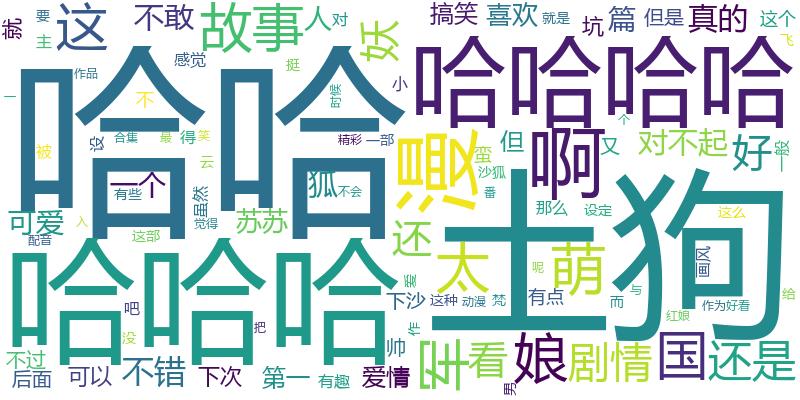 就 要 主 这 不敢 故事 人 对 妖 搞笑 喜欢 就是 坑 篇 但是 真的 这个 飞
感觉 挺 作品 时候 小
哈哈 哈哈哈哈
一 不 被 设 合集 最 得 笑 云 精彩 一部 漫 但 啊 又 个 对不起 好 一般
一个 有些 虽然 狐 不会 蛮 沙狐 番
可爱 入 苏苏 觉得 还 那么 设定 这么
配音 这部 土狗
哈哈哈 爱 太 萌 呢 画风
吧 没 把 下沙 这种 动漫 梵 有点 而 与 作为好看 给
作 红娘
不过 帅 军 看 娘 剧情 国 还是
后面 可以 不错 下次 第一 有趣 爱情 男